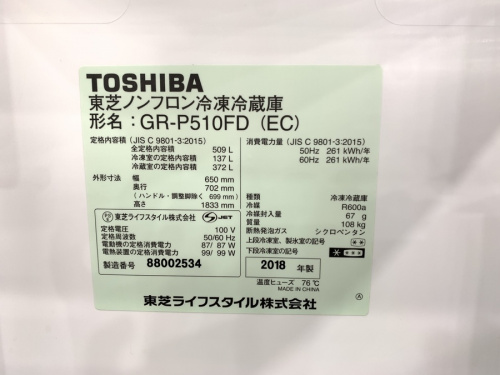 TOSHIBA
東芝ノンフロン冷凍冷蔵庫
形名：GR-P510FD (EC)
定格内容積 (JIS C 9801-3:2015)
全定格内容積 509 L
冷凍室の定格内容積 137 L
冷蔵室の定格内容積 372 L
外形寸法 幅 650 mm
奥行 702 mm
(ハンドル・調整脚除く 699 mm)
高さ 1833 mm
東芝ライフスタイル株式会社 JET
定格電圧 100 V
定格周波数 50/60 Hz
電動機の定格消費電力 87/ 87 W
電熱装置の定格消費電力 99/ 99 W
製造番号 88002534
消費電力量 (JIS C 9801-3:2015)
50Hz 261 kWh/年
60Hz 261 kWh/年
種類 冷凍冷蔵庫
冷媒 R600a
冷媒封入量 67 g
質量 108 kg
断熱発泡ガス シクロペンタン
上段冷凍室、製氷室の記号
下段冷凍室の記号
2018 年製
温度ヒューズ 76℃
MADE IN CHINA
東芝ライフスタイル株式会社
Ⓐ